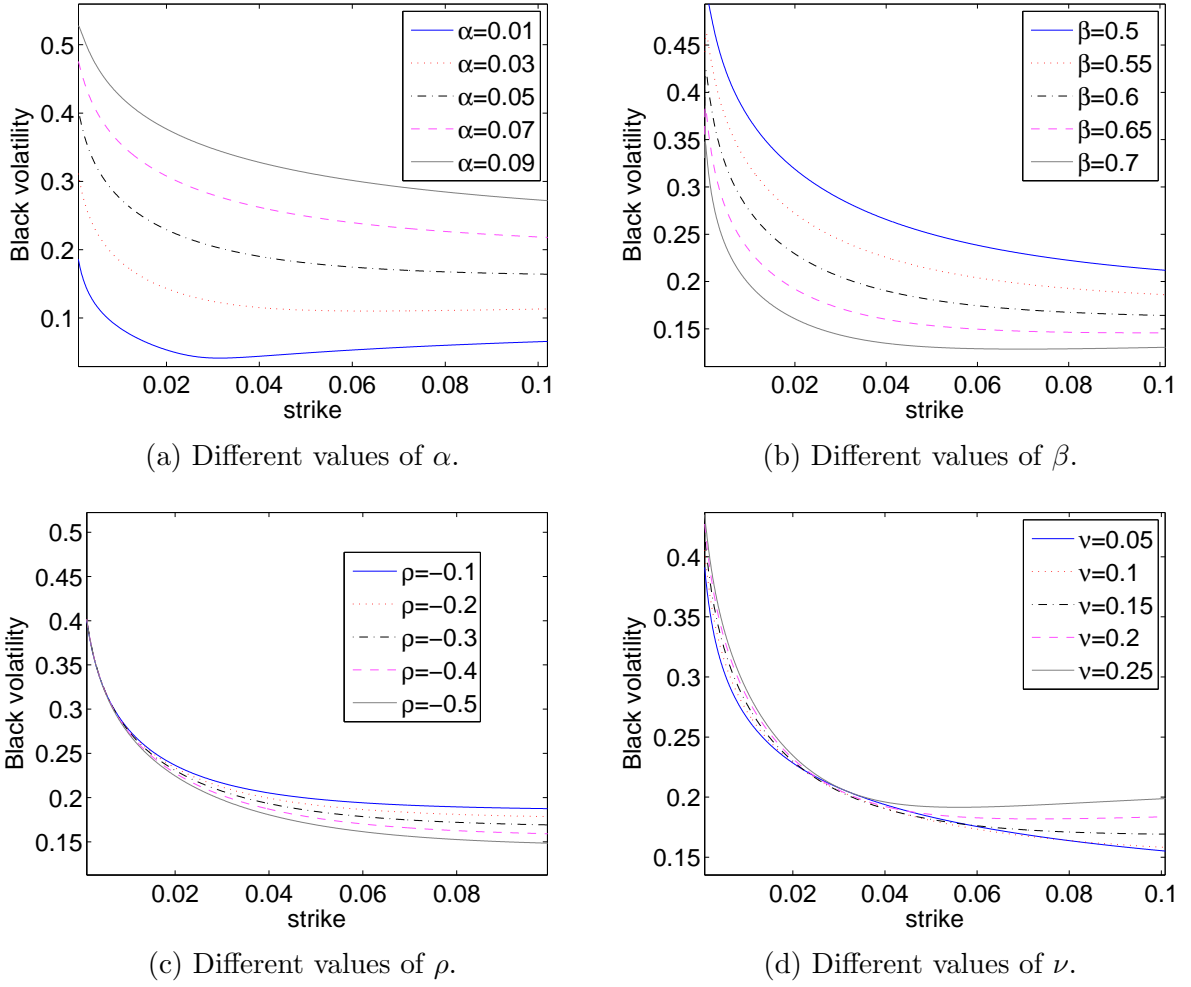 0.5
0.4
0.3
0.2
0.1
Black volatility
0.02
0.04
0.06
0.08
0.1
strike
α=0.01
α=0.03
α=0.05
α=0.07
α=0.09
(a) Different values of α.
0.45
0.4
0.35
0.3
0.25
0.2
0.15
Black volatility
0.02
0.04
0.06
0.08
0.1
strike
β=0.5
β=0.55
β=0.6
β=0.65
β=0.7
(b) Different values of β.
0.5
0.45
0.4
0.35
0.3
0.25
0.2
0.15
Black volatility
0.02
0.04
0.06
0.08
strike
ρ=−0.1
ρ=−0.2
ρ=−0.3
ρ=−0.4
ρ=−0.5
(c) Different values of ρ.
0.4
0.35
0.3
0.25
0.2
0.15
Black volatility
0.02
0.04
0.06
0.08
0.1
strike
ν=0.05
ν=0.1
ν=0.15
ν=0.2
ν=0.25
(d) Different values of ν.